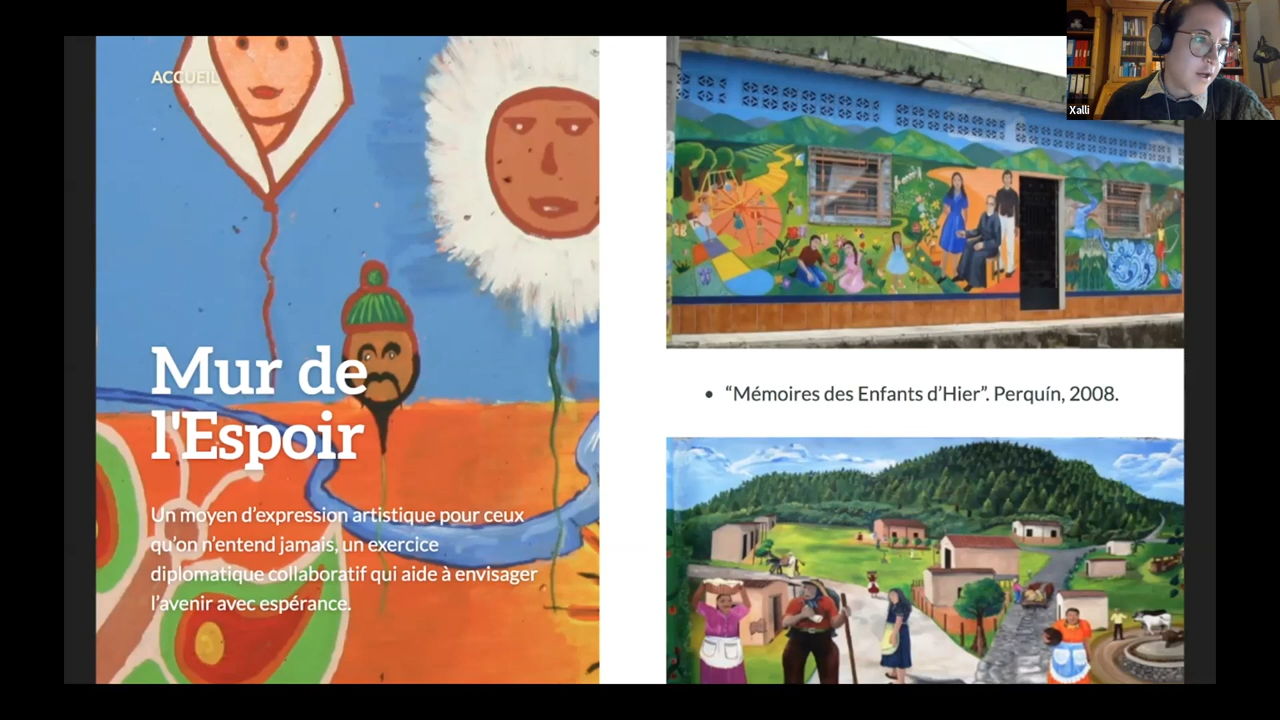 ACCUEIL
Mur de
l'Espoir
Un moyen d’expression artistique pour ceux
qu’on n’entend jamais, un exercice
diplomatique collaboratif qui aide à envisager
l’avenir avec espérance.
• “Mémoires des Enfants d’Hier”. Perquín, 2008.
Xalli